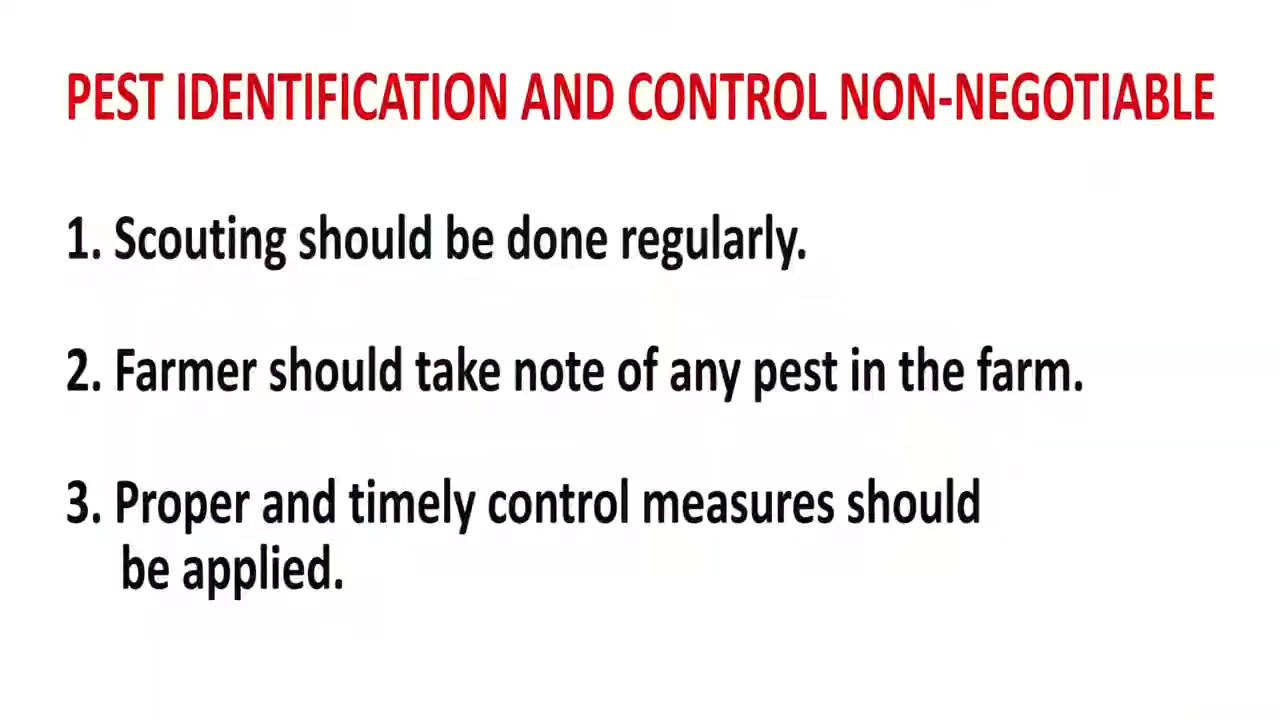 PEST IDENTIFICATION AND CONTROL NON-NEGOTIABLE
1. Scouting should be done regularly.
2. Farmer should take note of any pest in the farm.
3. Proper and timely control measures should
be applied.